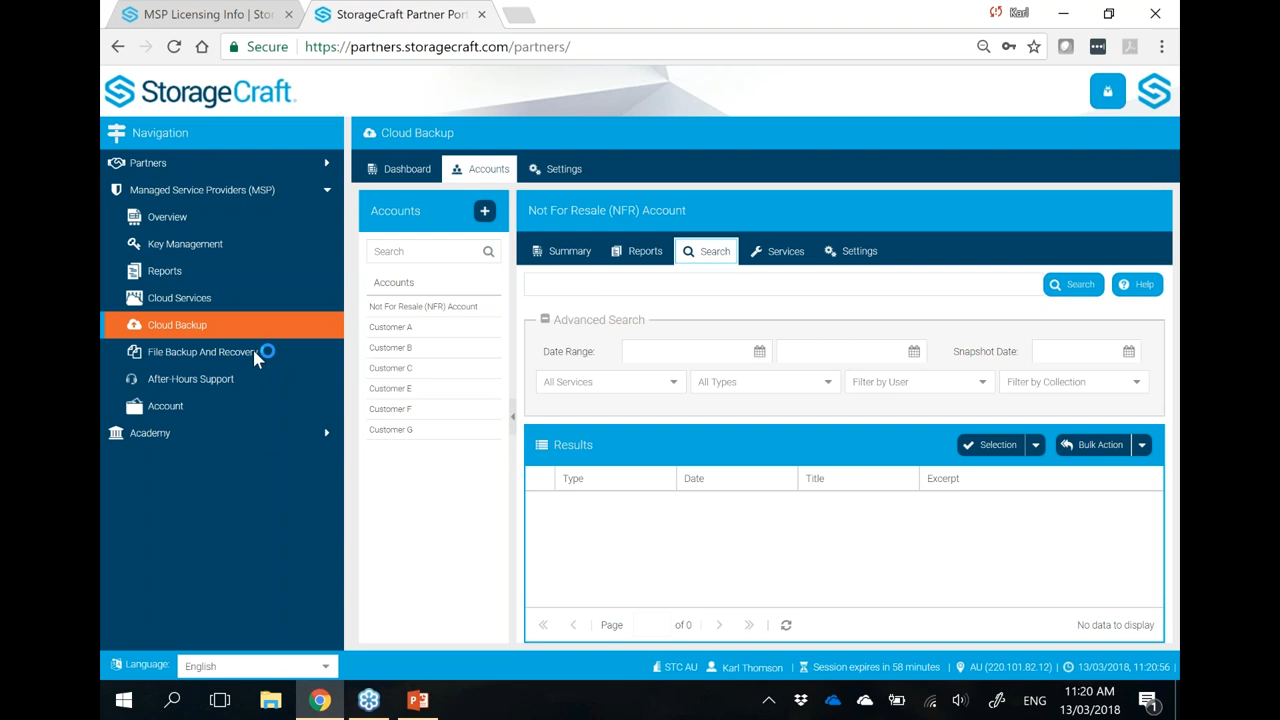 MSP Licensing Info | Stor
StorageCraft Partner Port
Karl
Secure
https://partners.storagecraft.com/partners/
StorageCraft.
Navigation
Partners
Managed Service Providers (MSP)
Overview
Key Management
Reports
Cloud Services
Cloud Backup
File Backup And Recovery
After-Hours Support
Account
Academy
Cloud Backup
Dashboard
Accounts
Settings
Accounts
Search
Accounts
Not For Resale (NFR) Account
Customer A
Customer B
Customer C
Customer E
Customer F
Customer G
Not For Resale (NFR) Account
Summary
Reports
Search
Services
Settings
Search
Help
Advanced Search
Date Range:
Snapshot Date:
All Services
All Types
Filter by User
Filter by Collection
Results
Selection
Bulk Action
Type
Date
Title
Excerpt
Page
of 0
No data to display
Language:
English
STC AU
Karl Thomson
Session expires in 58 minutes
AU (220.101.82.12)
13/03/2018, 11:20:56
ENG
11:20 AM
13/03/2018
1